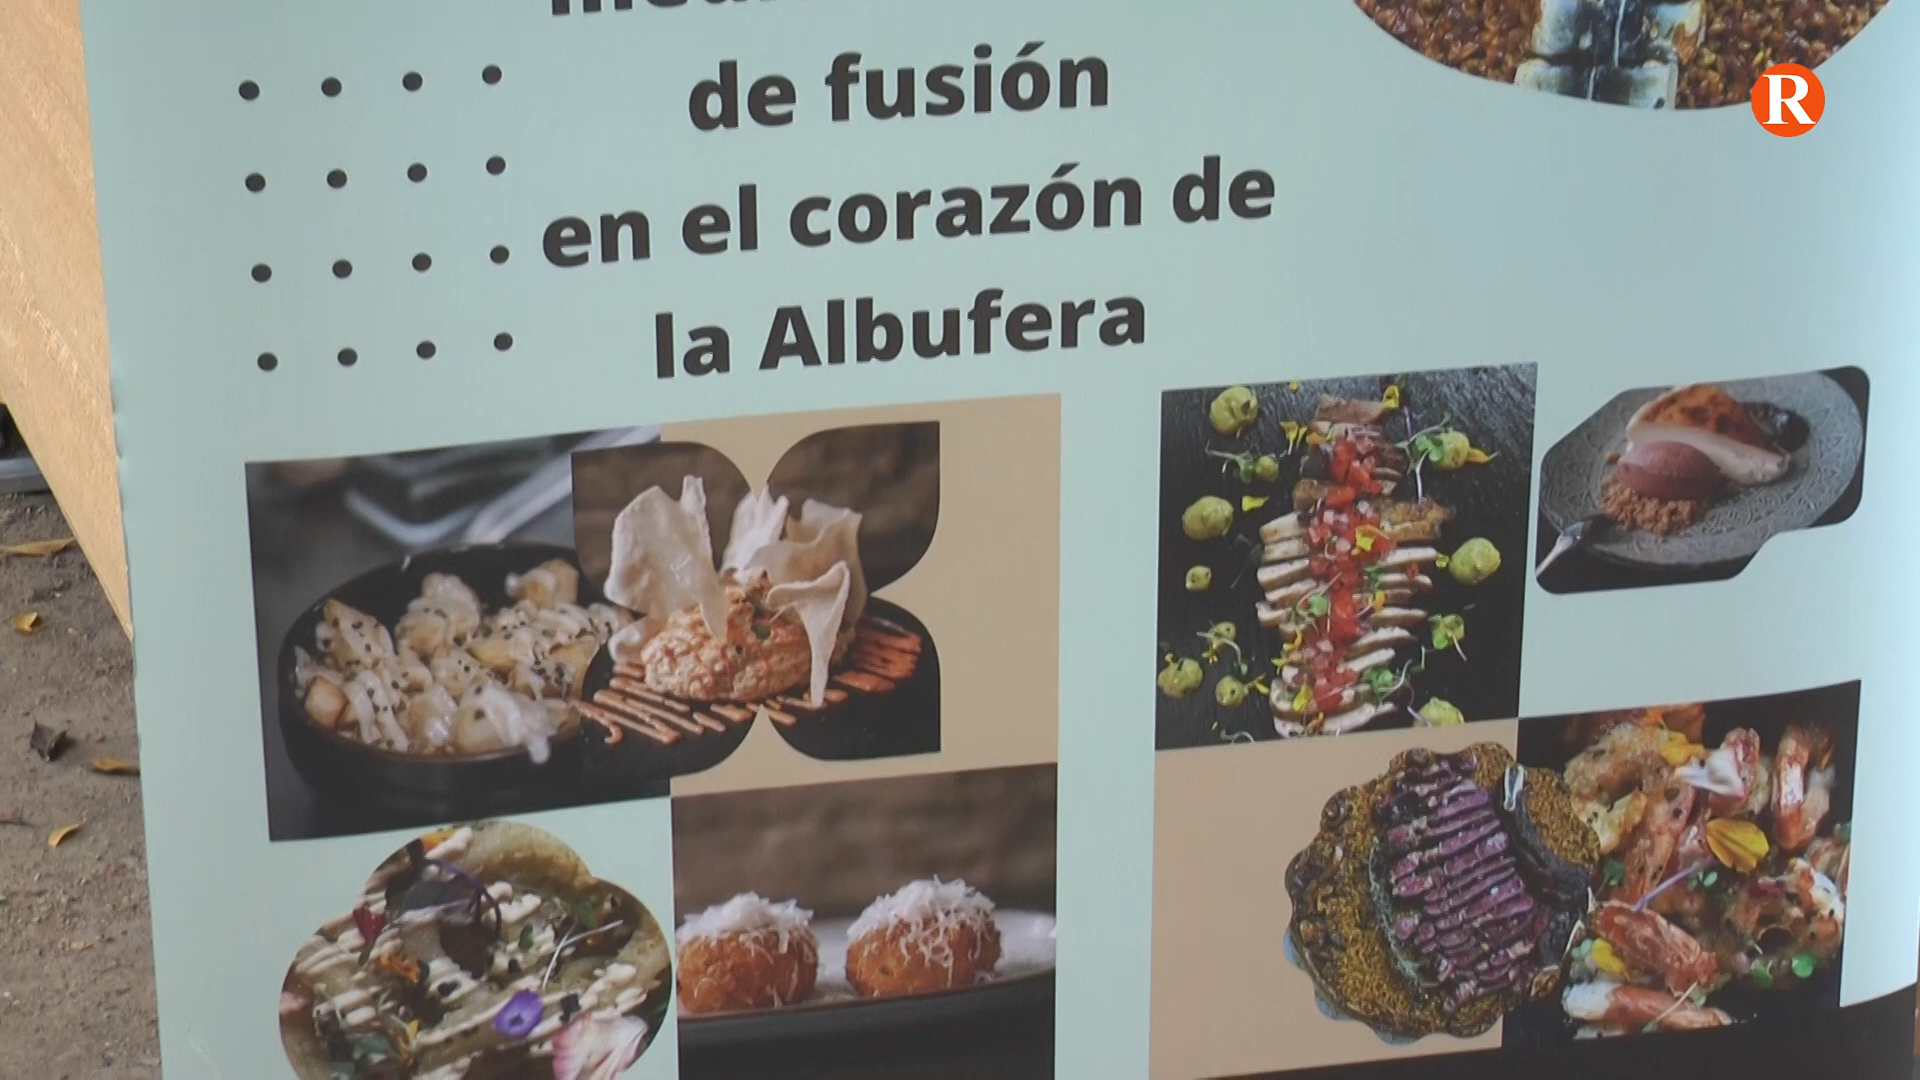 de fusión
en el corazón de
la Albufera
R